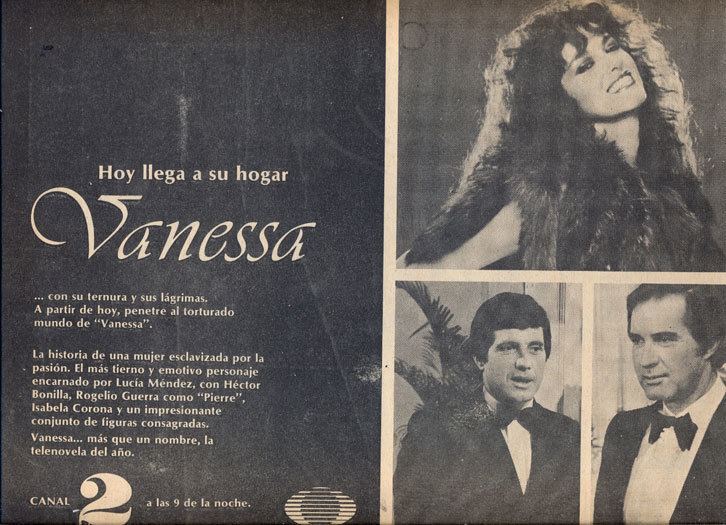 Hoy llega a su hogar
Vanessa
... con su ternura y sus lágrimas.
A partir de hoy, penetre al torturado
mundo de “Vanessa”.
La historia de una mujer esclavizada por la
pasión. El más tierno y emotivo personaje
encarnado por Lucía Méndez, con Héctor
Bonilla, Rogelio Guerra como “Pierre”,
Isabela Corona y un impresionante
conjunto de figuras consagradas.
Vanessa... más que un nombre, la
telenovela del año.
CANAL 2 a las 9 de la noche.